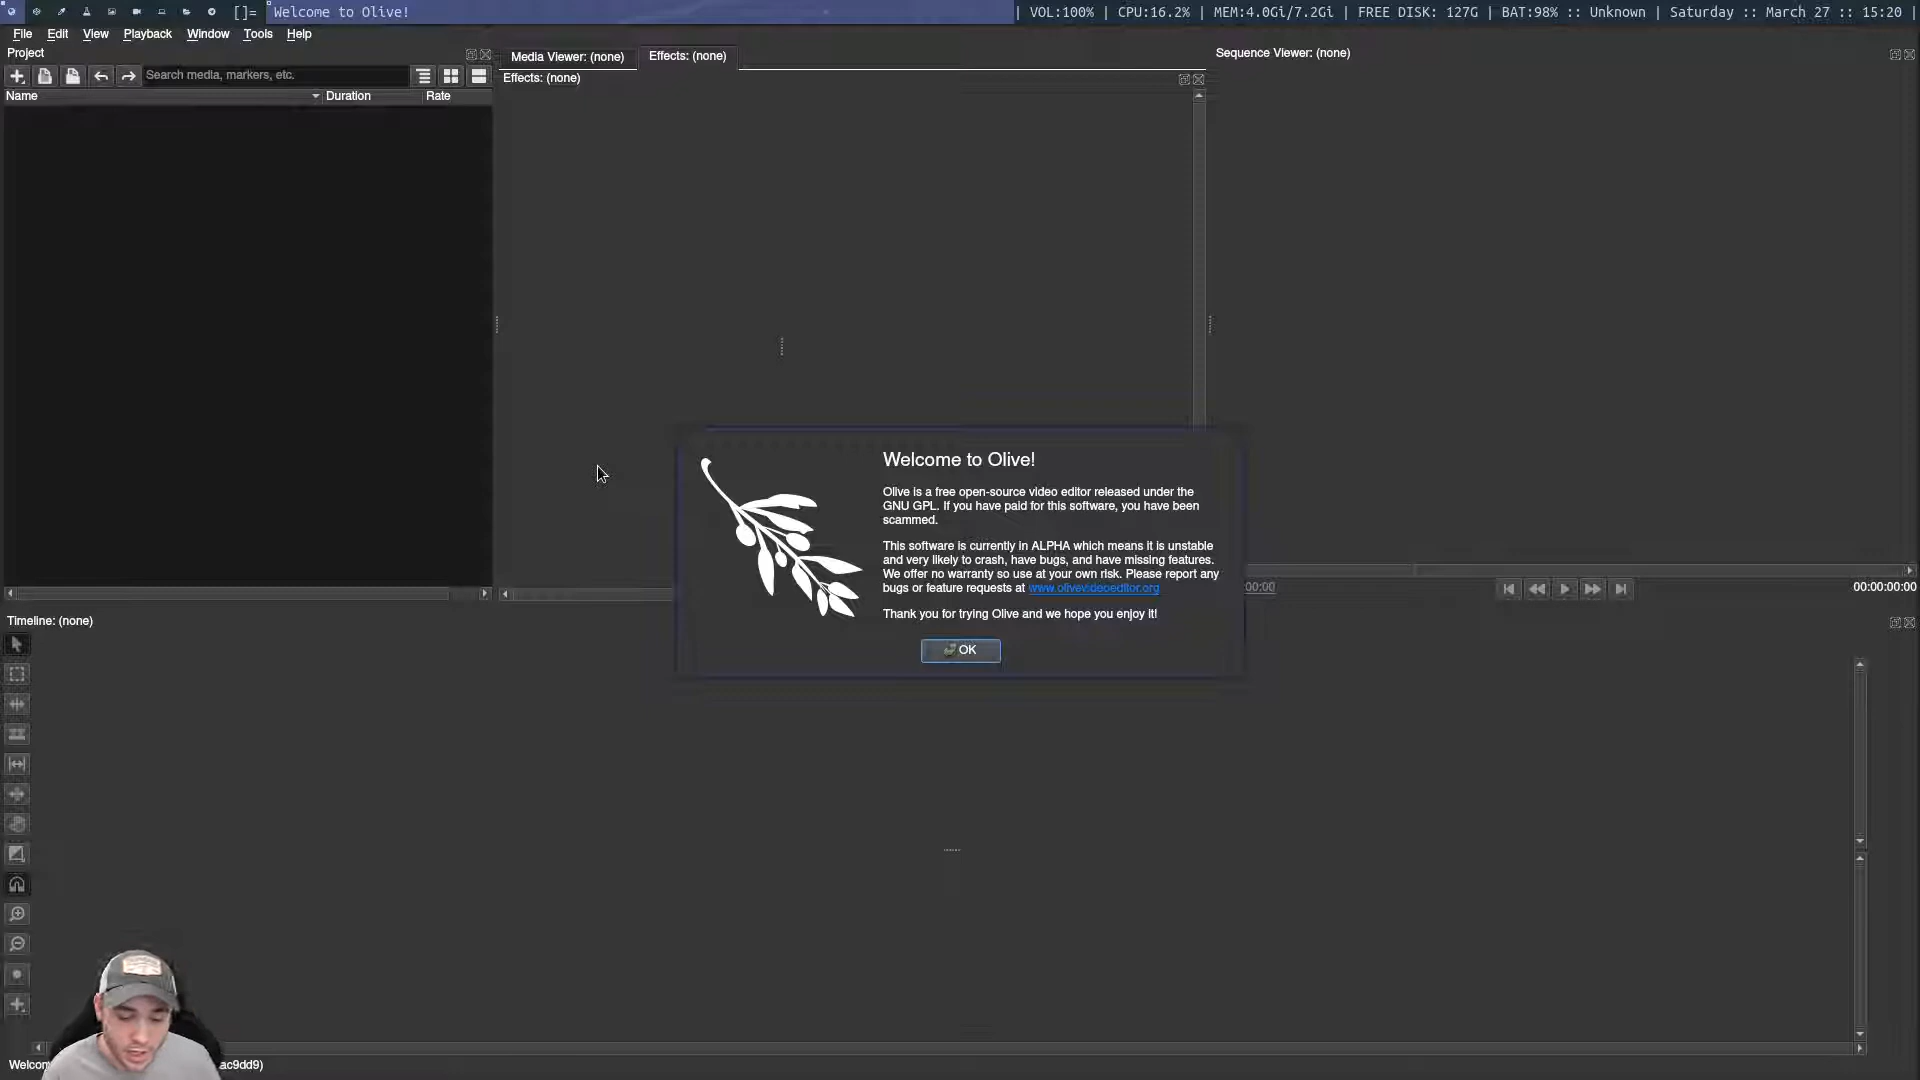 []= Welcome to Olive! | VOL:100% | CPU:16.2% | MEM:4.0Gi/7.2Gi | FREE DISK: 127G | BAT:98% :: Unknown | Saturday :: March 27 :: 15:20 |
File Edit View Playback Window Tools Help
Project
Media Viewer: (none) Effects: (none)
Sequence Viewer: (none)
Search media, markers, etc.
Effects: (none)
Name Duration Rate
Welcome to Olive!
Olive is a free open-source video editor released under the
GNU GPL. If you have paid for this software, you have been
scammed.
This software is currently in ALPHA which means it is unstable
and very likely to crash, have bugs, and have missing features.
We offer no warranty so use at your own risk. Please report any
bugs or feature requests at www.olivevideoeditor.org
Thank you for trying Olive and we hope you enjoy it!
OK
00:00
00:00:00:00
Timeline: (none)
ac9dd9)